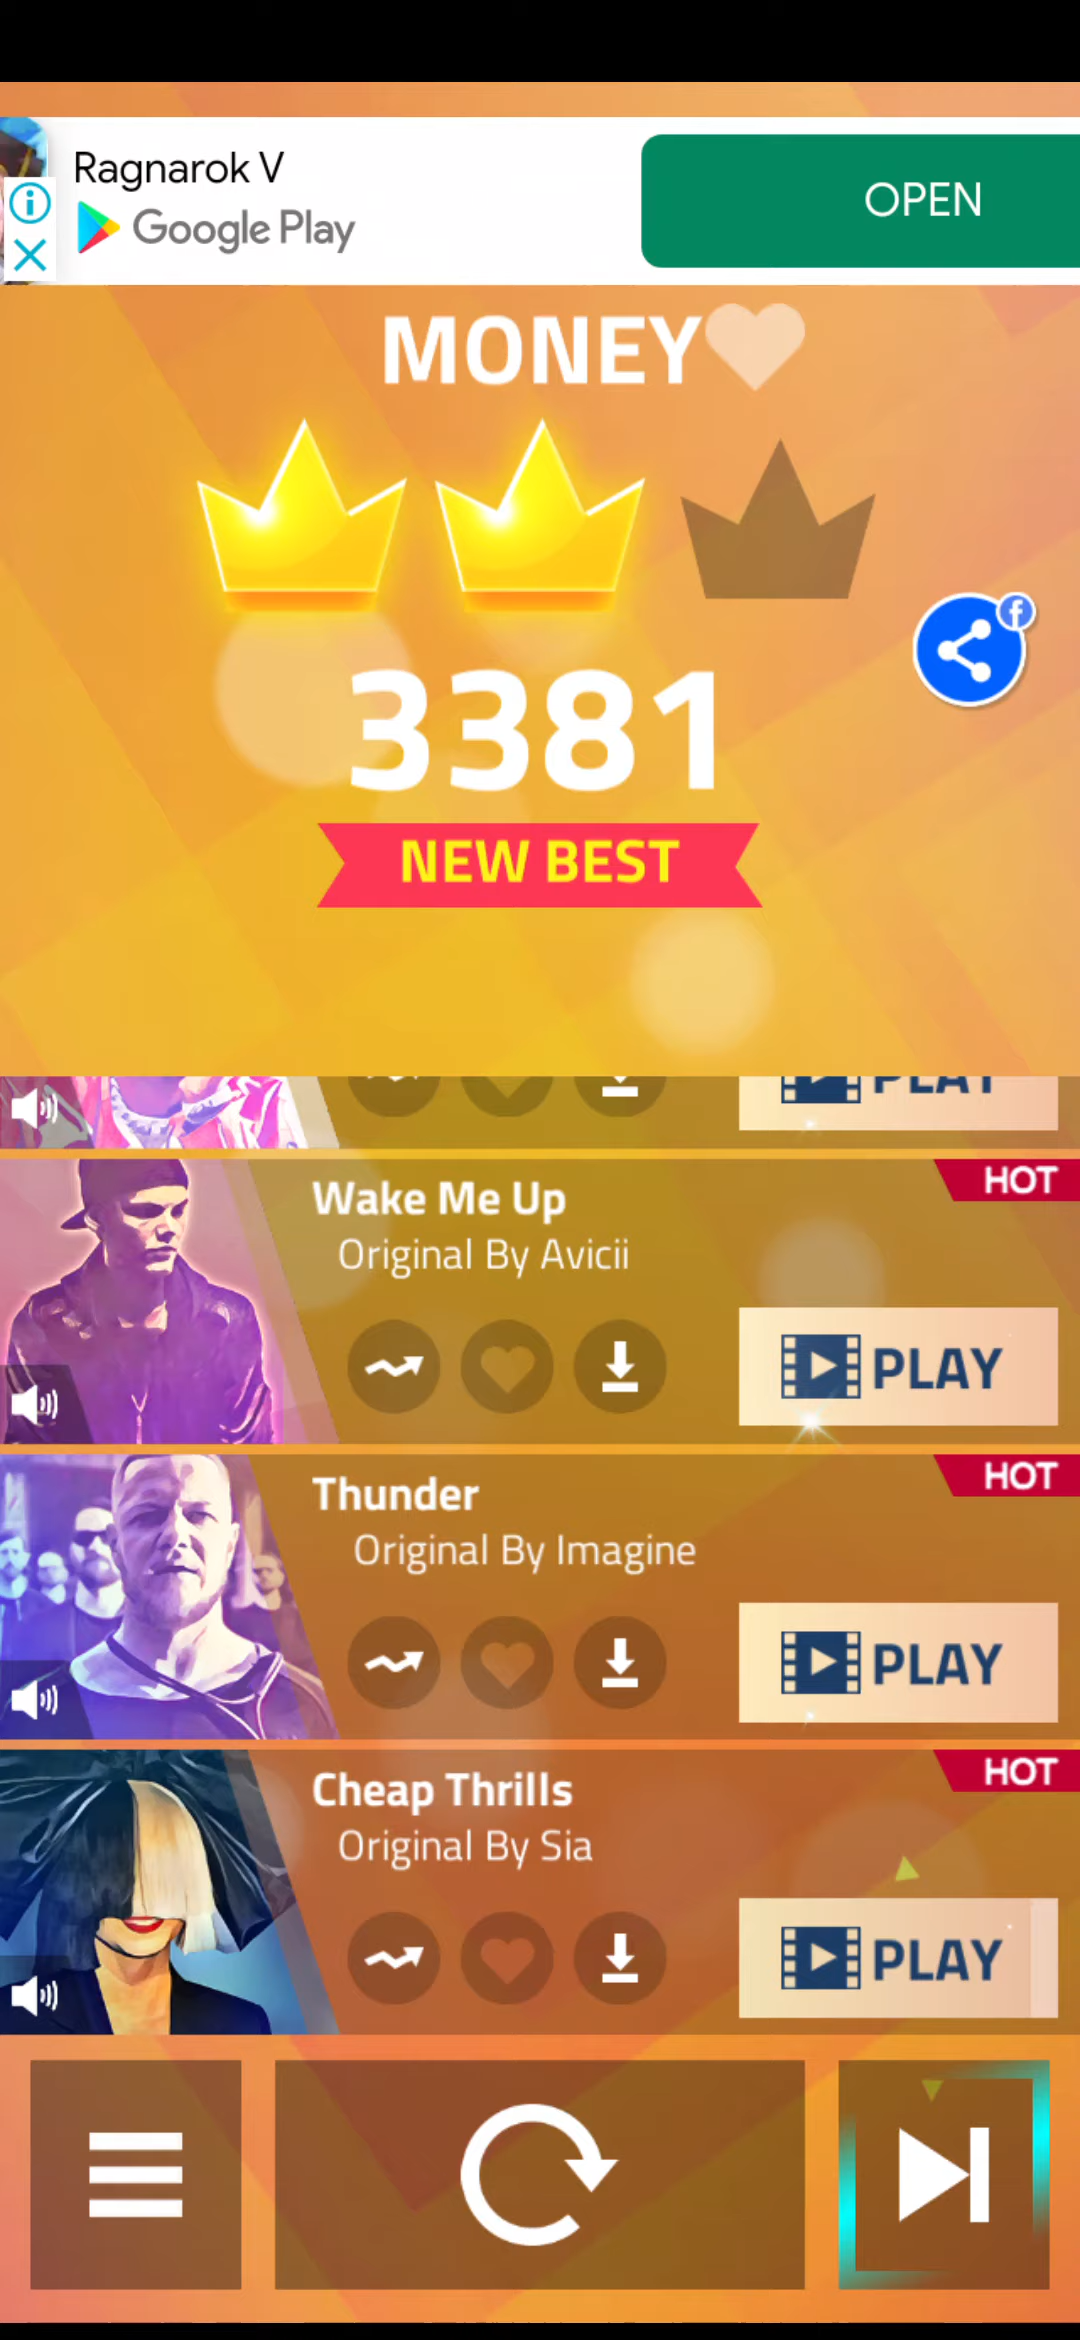 Ragnarok V
Google Play
OPEN
MONEY
3381
NEW BEST
PLAY
HOT
Wake Me Up
Original By Avicii
PLAY
HOT
Thunder
Original By Imagine
PLAY
HOT
Cheap Thrills
Original By Sia
PLAY